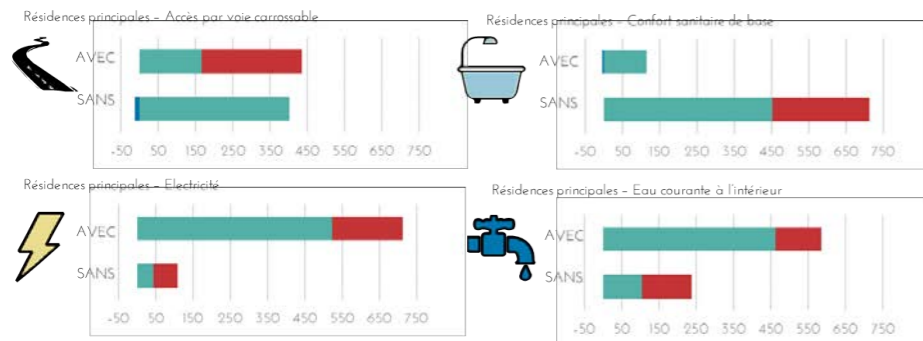 Résidences principales – Accès par voie carrossable
AVEC
SANS
-50 50 150 250 350 450 550 650 750
Résidences principales – Confort sanitaire de base
AVEC
SANS
-50 50 150 250 350 450 550 650 750
Résidences principales – Electricité
AVEC
SANS
-50 50 150 250 350 450 550 650 750
Résidences principales – Eau courante à l'intérieur
AVEC
SANS
-50 50 150 250 350 450 550 650 750